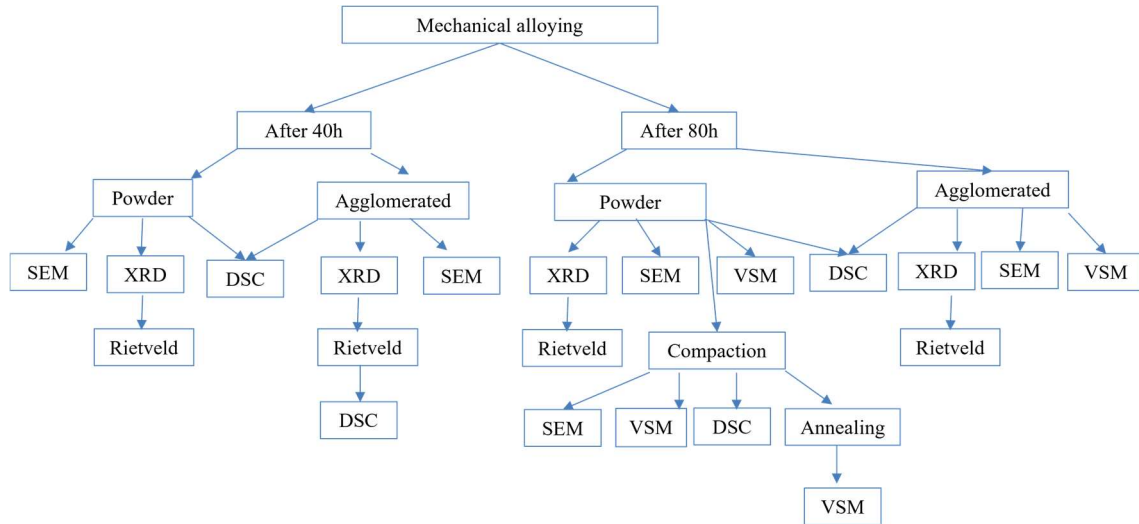 Mechanical alloying
After 40h
After 80h
Powder
Agglomerated
Powder
Agglomerated
SEM
XRD
DSC
XRD
SEM
XRD
SEM
VSM
DSC
XRD
SEM
VSM
Rietveld
Rietveld
Rietveld
Compaction
Rietveld
DSC
SEM
VSM
DSC
Annealing
VSM